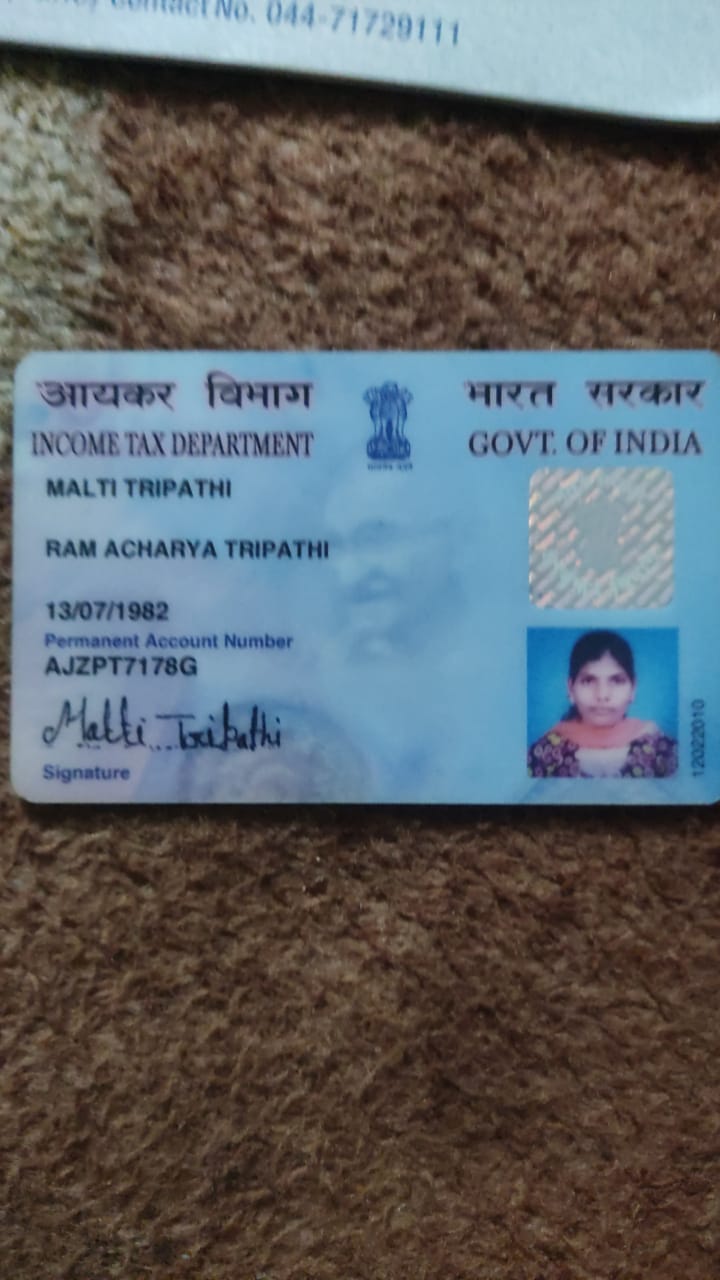 Contact No. 044-71729111
आयकर विभाग
भारत सरकार
INCOME TAX DEPARTMENT
GOVT. OF INDIA
MALTI TRIPATHI
RAM ACHARYA TRIPATHI
13/07/1982
Permanent Account Number
AJZPT7178G
Malti Tripathi
Signature
12022010